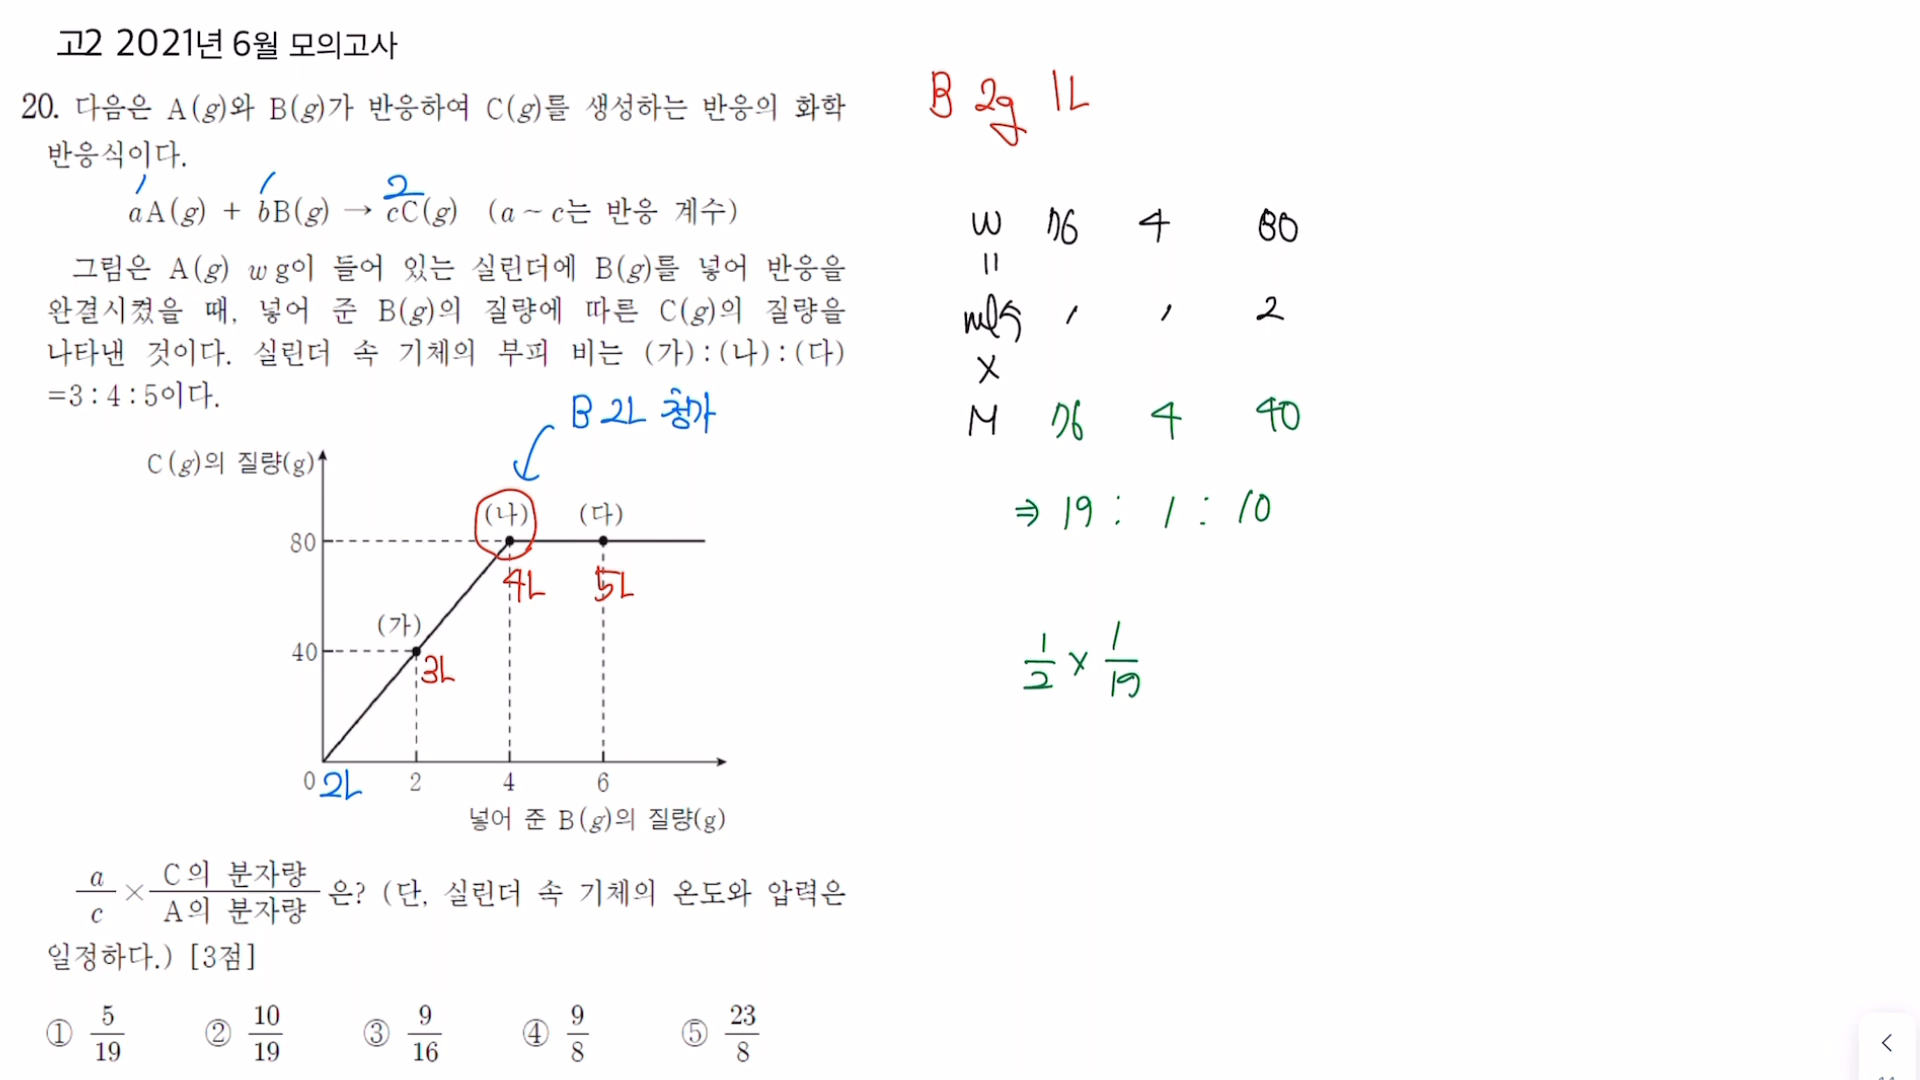 고2 2021년 6월 모의고사
20. 다음은 A(g)와 B(g)가 반응하여 C(g)를 생성하는 반응의 화학
반응식이다.
1 1 2
aA(g) + bB(g) → cC(g) (a ~ c는 반응 계수)
그림은 A(g) w g이 들어 있는 실린더에 B(g)를 넣어 반응을
완결시켰을 때, 넣어 준 B(g)의 질량에 따른 C(g)의 질량을
나타낸 것이다. 실린더 속 기체의 부피 비는 (가) : (나) : (다)
=3 : 4 : 5이다.
B 2L 첨가
C(g)의 질량(g)
(나) (다)
80
4L 5L
(가)
40
3L
0 2L 2 4 6
넣어 준 B(g)의 질량(g)
a/c × C의 분자량/A의 분자량 은? (단, 실린더 속 기체의 온도와 압력은
일정하다.) [3점]
① 5/19 ② 10/19 ③ 9/16 ④ 9/8 ⑤ 23/8
B 2g 1L
W 76 4 80
=
1 1 2
×
M 76 4 40
⇒ 19 : 1 : 10
1/2 × 1/19